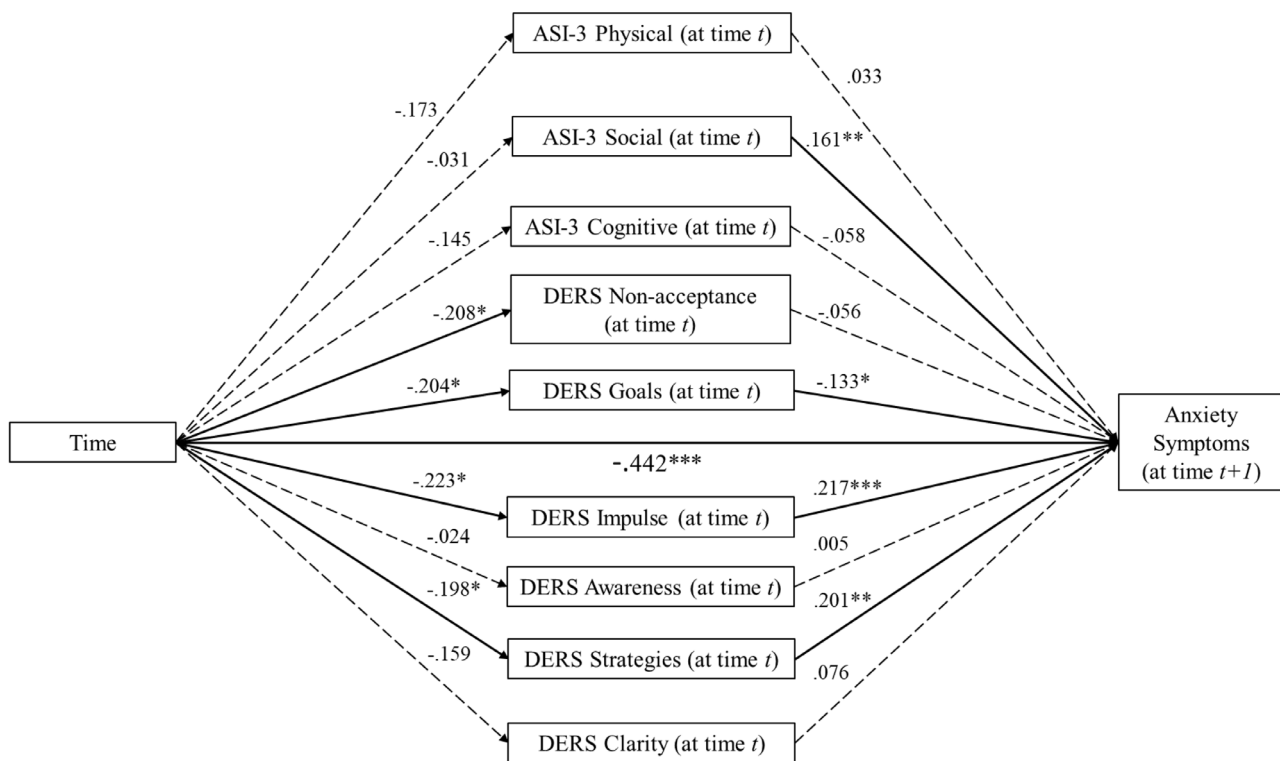 ASI-3 Physical (at time t)
.033
-.173
ASI-3 Social (at time t)
.161**
-.031
ASI-3 Cognitive (at time t)
-.145
-.058
DERS Non-acceptance
(at time t)
-.208*
-.056
-.204*
DERS Goals (at time t)
-.133*
Time
Anxiety
Symptoms
(at time t+1)
-.442***
-.223*
DERS Impulse (at time t)
.217***
-.024
.005
DERS Awareness (at time t)
-.198*
.201**
DERS Strategies (at time t)
-.159
.076
DERS Clarity (at time t)